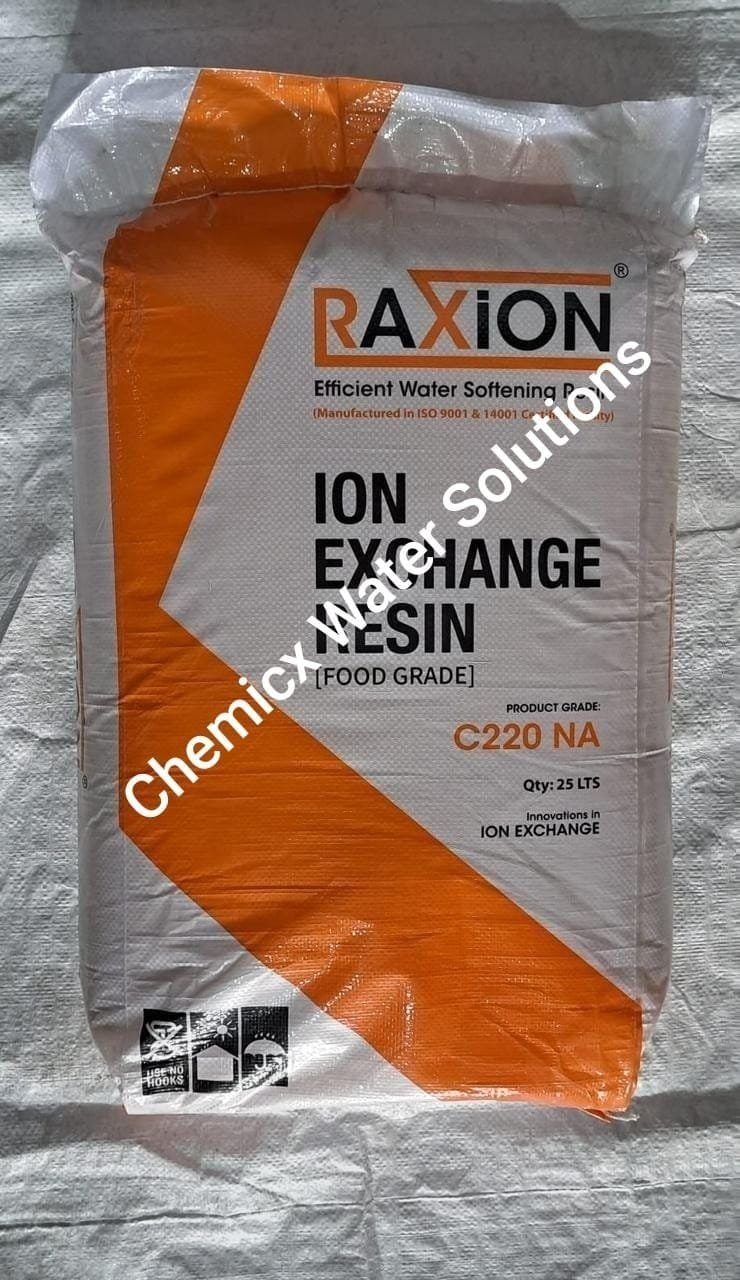 RAXiON®
Efficient Water Softening Resin
(Manufactured in ISO 9001 & 14001
ION
EXCHANGE
RESIN
[FOOD GRADE]
PRODUCT GRADE:
C220 NA
Qty: 25 LTS
Innovations in
ION EXCHANGE
USE NO
HOOKS
Chemicx Water Solutions